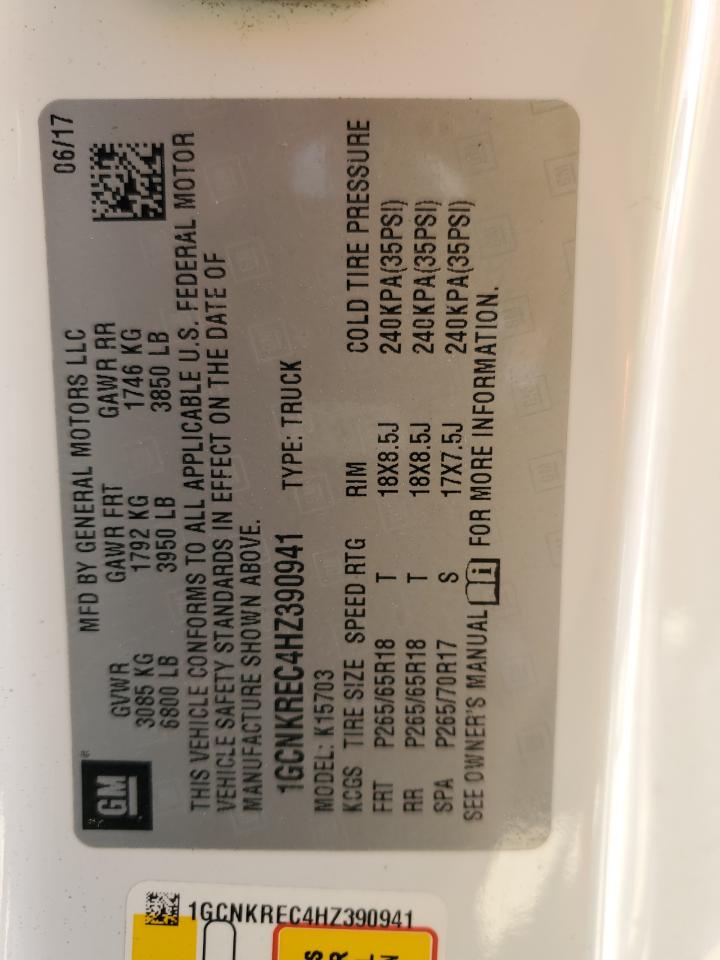 GM
MFD BY GENERAL MOTORS LLC 06/17
GVWR GAWR FRT GAWR RR
3085 KG 1792 KG 1746 KG
6800 LB 3950 LB 3850 LB
THIS VEHICLE CONFORMS TO ALL APPLICABLE U.S. FEDERAL MOTOR
VEHICLE SAFETY STANDARDS IN EFFECT ON THE DATE OF
MANUFACTURE SHOWN ABOVE.
1GCNKREC4HZ390941 TYPE: TRUCK
MODEL: K15703
KCGS TIRE SIZE SPEED RTG RIM COLD TIRE PRESSURE
FRT P265/65R18 T 18X8.5J 240KPA(35PSI)
RR P265/65R18 T 18X8.5J 240KPA(35PSI)
SPA P265/70R17 S 17X7.5J 240KPA(35PSI)
SEE OWNER'S MANUAL i FOR MORE INFORMATION.
1GCNKREC4HZ390941